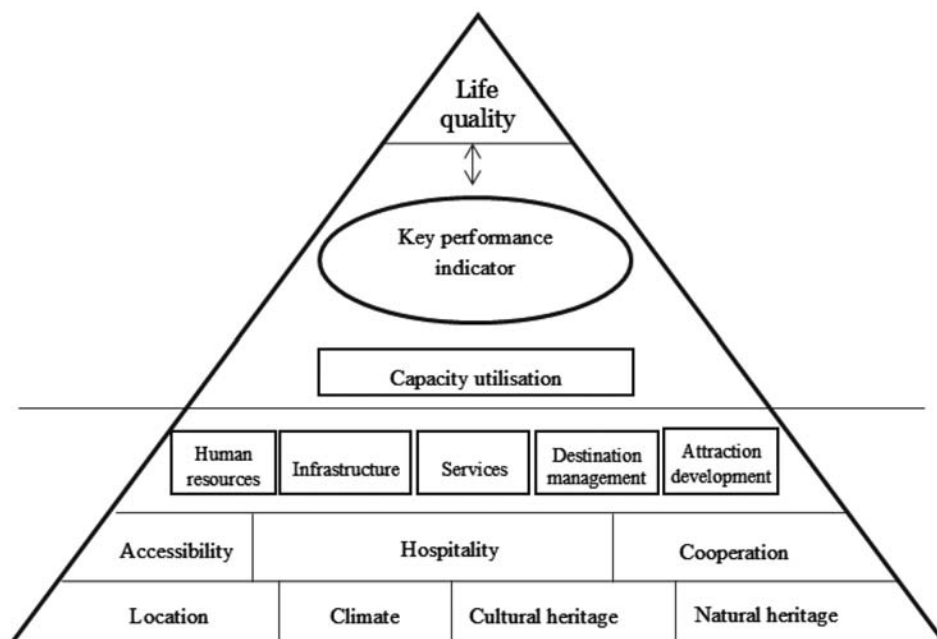 Life
quality
Key performance
indicator
Capacity utilisation
Human
resources
Infrastructure
Services
Destination
management
Attraction
development
Accessibility
Hospitality
Cooperation
Location
Climate
Cultural heritage
Natural heritage